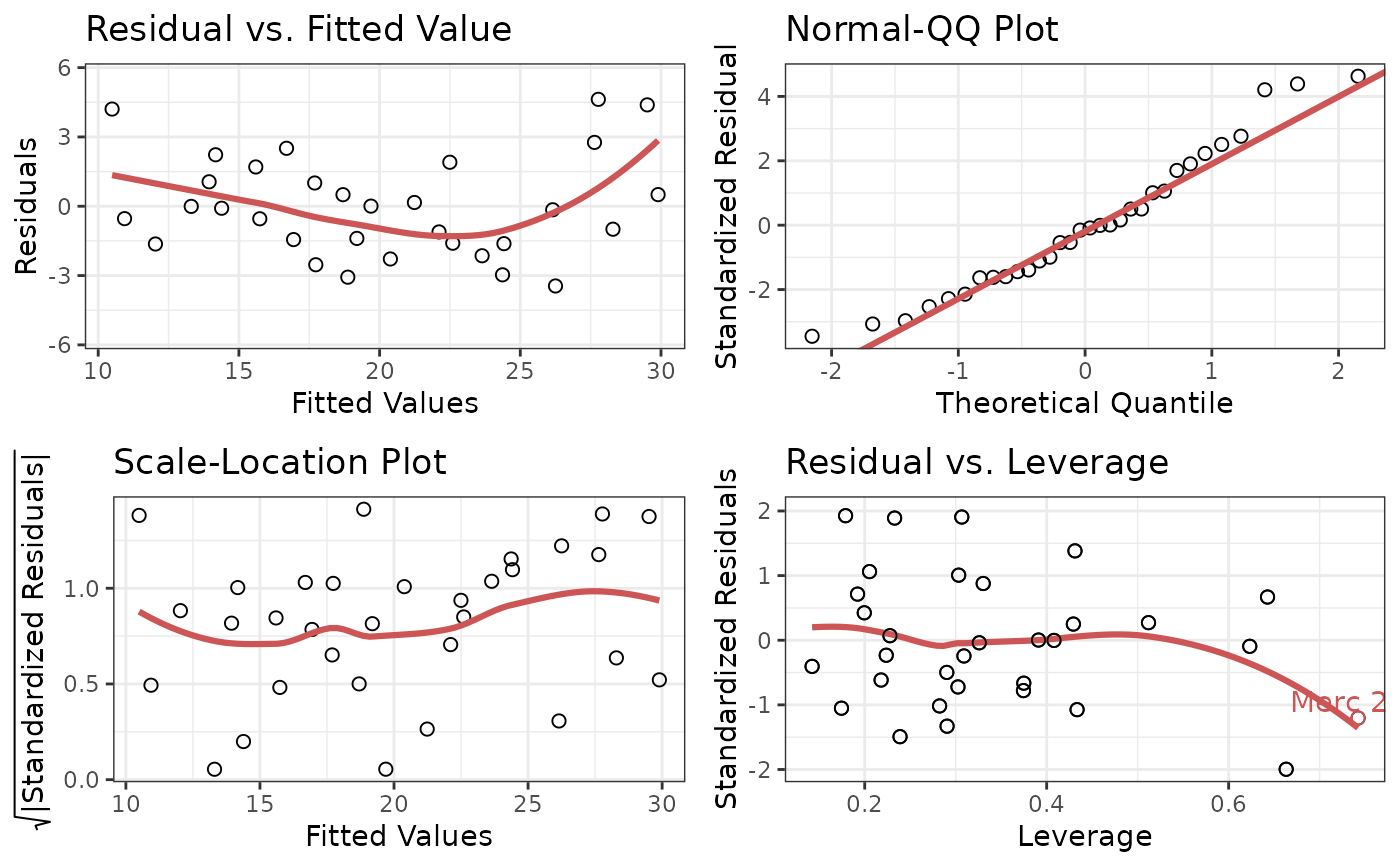 Residual vs. Fitted Value
Residuals
6
3
0
-3
-6
10 15 20 25 30
Fitted Values
Normal-QQ Plot
Standardized Residual
4
2
0
-2
-2 -1 0 1 2
Theoretical Quantile
Scale-Location Plot
√|Standardized Residuals|
1.0
0.5
0.0
10 15 20 25 30
Fitted Values
Residual vs. Leverage
Standardized Residuals
2
1
0
-1
-2
Merc 2
0.2 0.4 0.6
Leverage